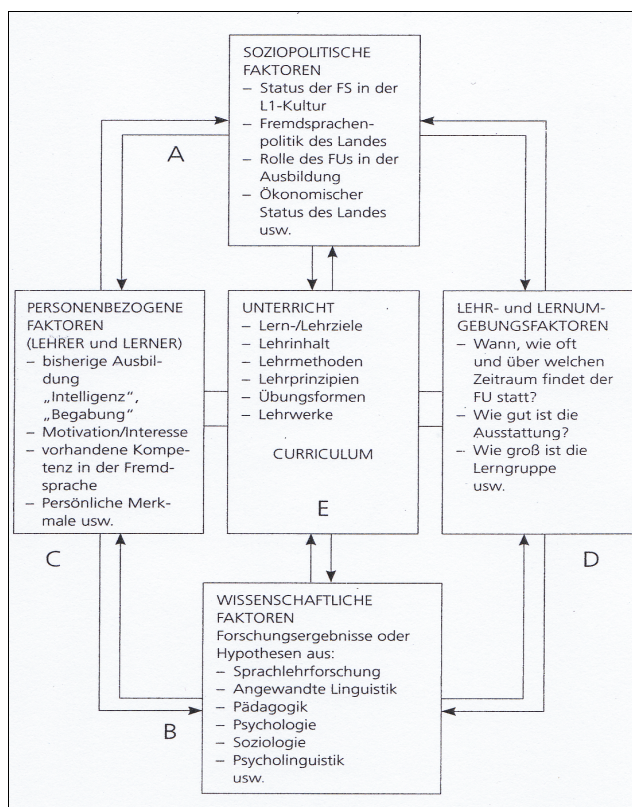 SOZIOPOLITISCHE
FAKTOREN
– Status der FS in der
L1-Kultur
– Fremdsprachen-
politik des Landes
– Rolle des FUs in der
Ausbildung
– Ökonomischer
Status des Landes
usw.
A
PERSONENBEZOGENE
FAKTOREN
(LEHRER und LERNER)
– bisherige Ausbil-
dung
„Intelligenz“,
„Begabung“
– Motivation/Interesse
– vorhandene Kompe-
tenz in der Fremd-
sprache
– Persönliche Merk-
male usw.
C
UNTERRICHT
– Lern-/Lehrziele
– Lehrinhalt
– Lehrmethoden
– Lehrprinzipien
– Übungsformen
– Lehrwerke
CURRICULUM
E
LEHR- und LERNUM-
GEBUNGSFAKTOREN
– Wann, wie oft
und über welchen
Zeitraum findet der
FU statt?
– Wie gut ist die
Ausstattung?
– Wie groß ist die
Lerngruppe
usw.
D
WISSENSCHAFTLICHE
FAKTOREN
Forschungsergebnisse oder
Hypothesen aus:
– Sprachlehrforschung
– Angewandte Linguistik
– Pädagogik
– Psychologie
– Soziologie
– Psycholinguistik
usw.
B